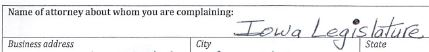 Name of attorney about whom you are complaining:
Iowa Legislature
Business address City State